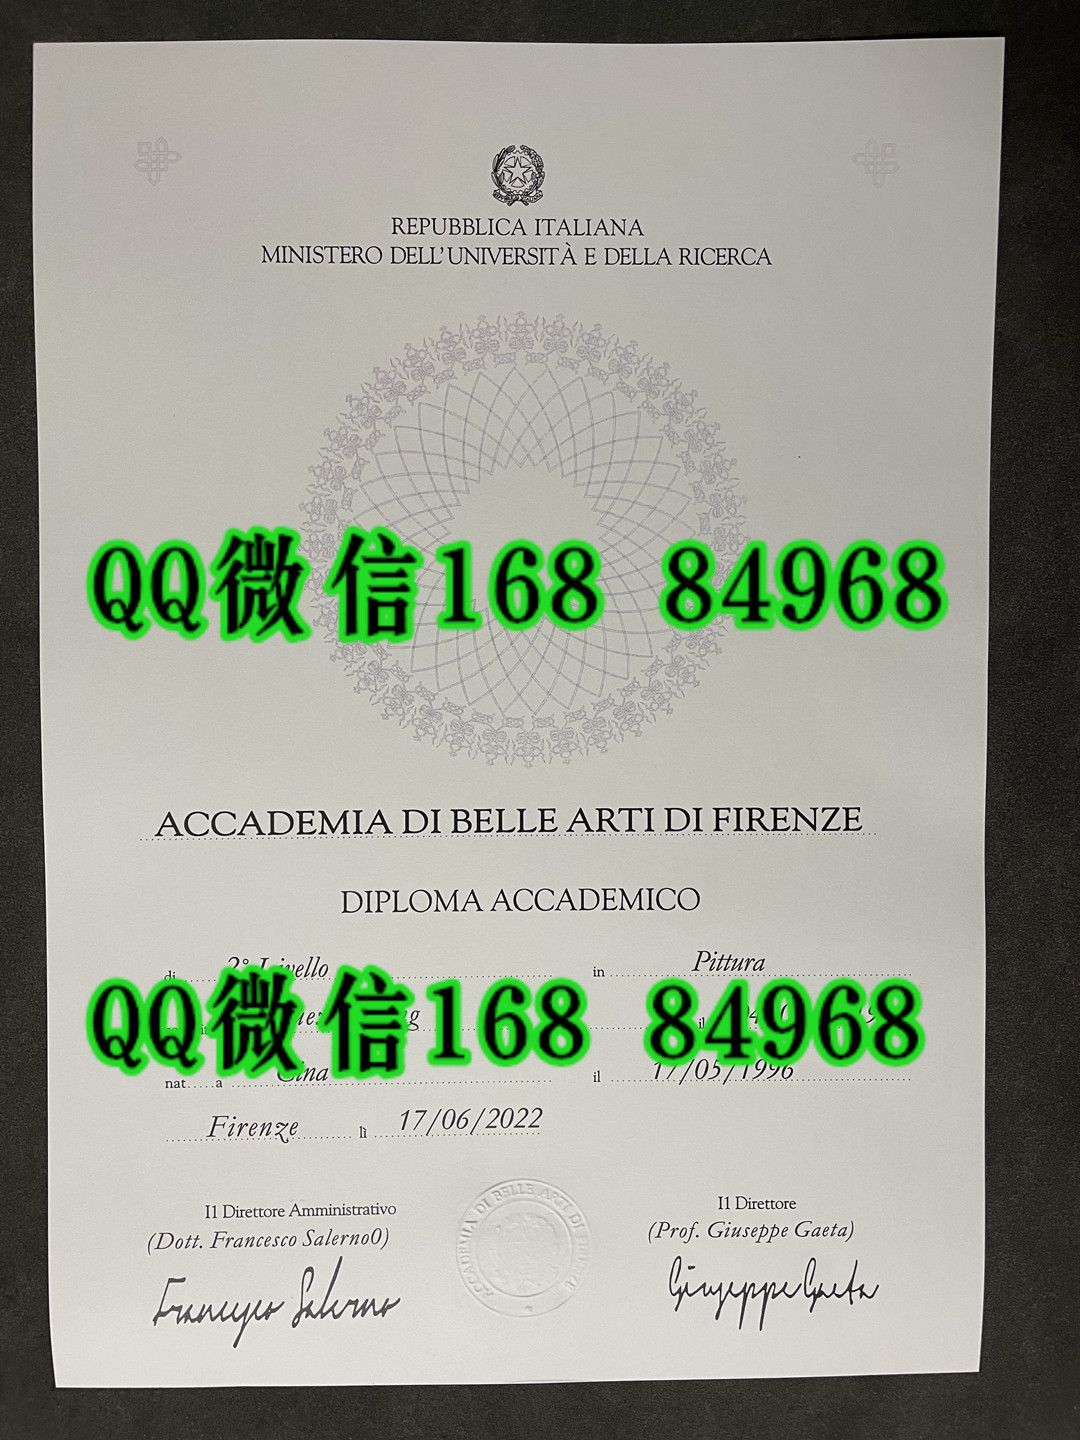 REPUBBLICA ITALIANA
MINISTERO DELL'UNIVERSITÀ E DELLA RICERCA
QQ微信168 84968
ACCADEMIA DI BELLE ARTI DI FIRENZE
DIPLOMA ACCADEMICO
di 2° Livello in Pittura
QQ微信168 84968
nat.....a Cina il 17/05/1996
Firenze lì 17/06/2022
I1 Direttore Amministrativo
(Dott. Francesco Salerno0)
Francesco Salerno
ACCADEMIA DI BELLE ARTI DI FIRENZE
I1 Direttore
(Prof. Giuseppe Gaeta)
Giuseppe Gaeta